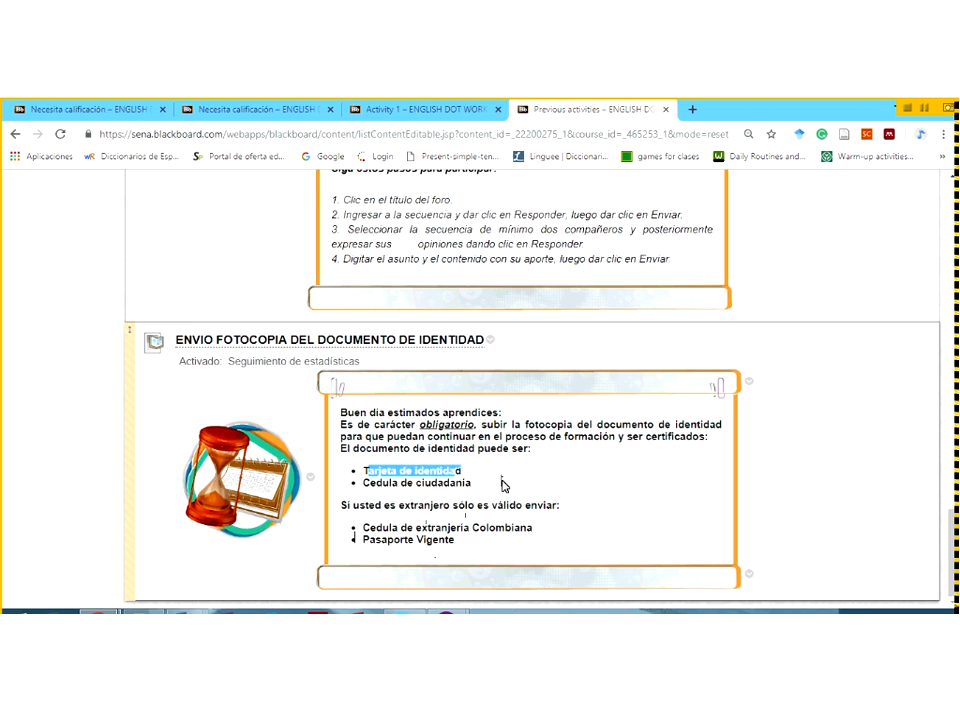 Necesita calificación – ENGLISH
Necesita calificación – ENGLISH
Activity 1 – ENGLISH DOT WORK
Previous activities – ENGLISH DO
https://sena.blackboard.com/webapps/blackboard/content/listContentEditable.jsp?content_id=_22200275_1&course_id=_465253_1&mode=reset
Aplicaciones
Diccionarios de Esp...
Portal de oferta ed...
Google
Login
Present-simple-ten...
Linguee | Diccionari...
games for clases
Daily Routines and...
Warm-up activities...
»
Siga estos pasos para participar:
1. Clic en el título del foro.
2. Ingresar a la secuencia y dar clic en Responder, luego dar clic en Enviar.
3. Seleccionar la secuencia de mínimo dos compañeros y posteriormente
expresar sus opiniones dando clic en Responder.
4. Digitar el asunto y el contenido con su aporte, luego dar clic en Enviar.
ENVIO FOTOCOPIA DEL DOCUMENTO DE IDENTIDAD
Activado: Seguimiento de estadísticas
Buen día estimados aprendices:
Es de carácter obligatorio, subir la fotocopia del documento de identidad
para que puedan continuar en el proceso de formación y ser certificados:
El documento de identidad puede ser:
• Tarjeta de identidad
• Cedula de ciudadanía
Si usted es extranjero sólo es válido enviar:
• Cedula de extranjería Colombiana
• Pasaporte Vigente